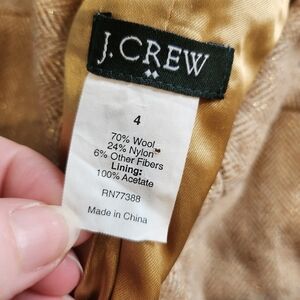 J.CREW
4
70% Wool
24% Nylon
6% Other Fibers
Lining:
100% Acetate
RN77388
Made in China